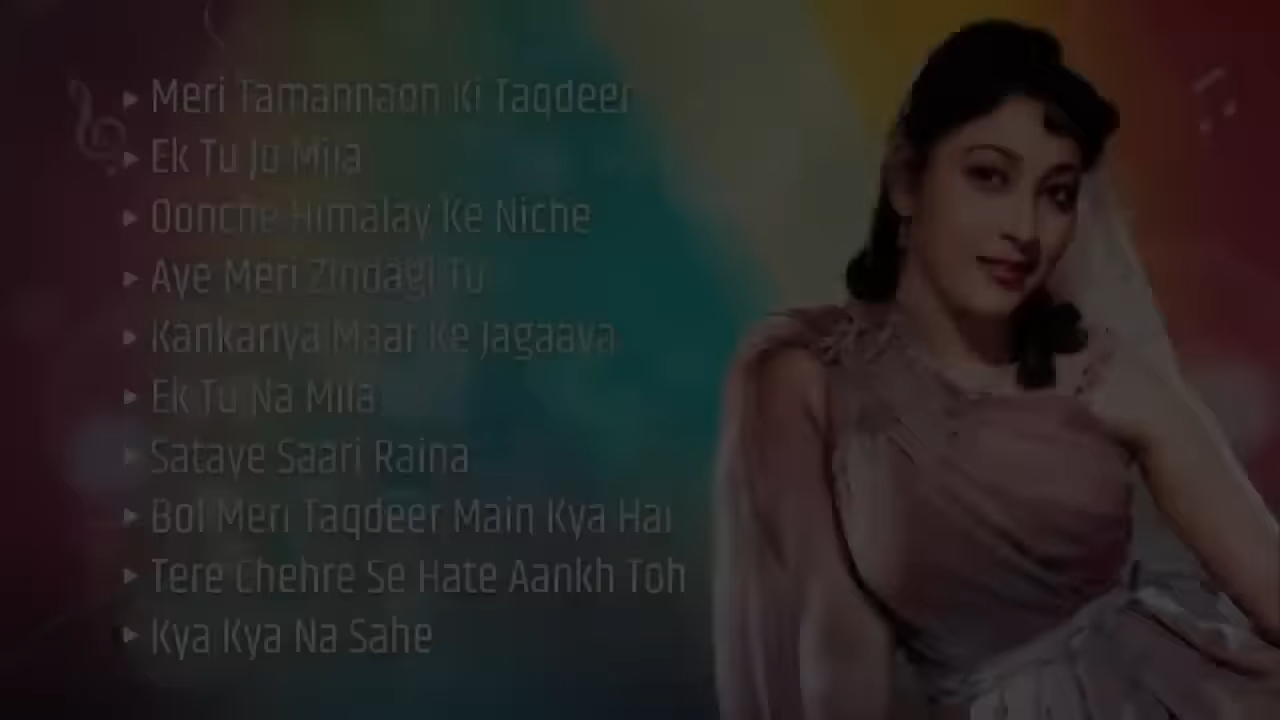 Meri Tamannaon Ki Taqdeer
Ek Tu Jo Mila
Oonche Himalay Ke Niche
Aye Meri Zindagi Tu
Kankariya Maar Ke Jagaaya
Ek Tu Na Mila
Sataye Saari Raina
Bol Meri Taqdeer Main Kya Hai
Tere Chehre Se Hate Aankh Toh
Kya Kya Na Sahe